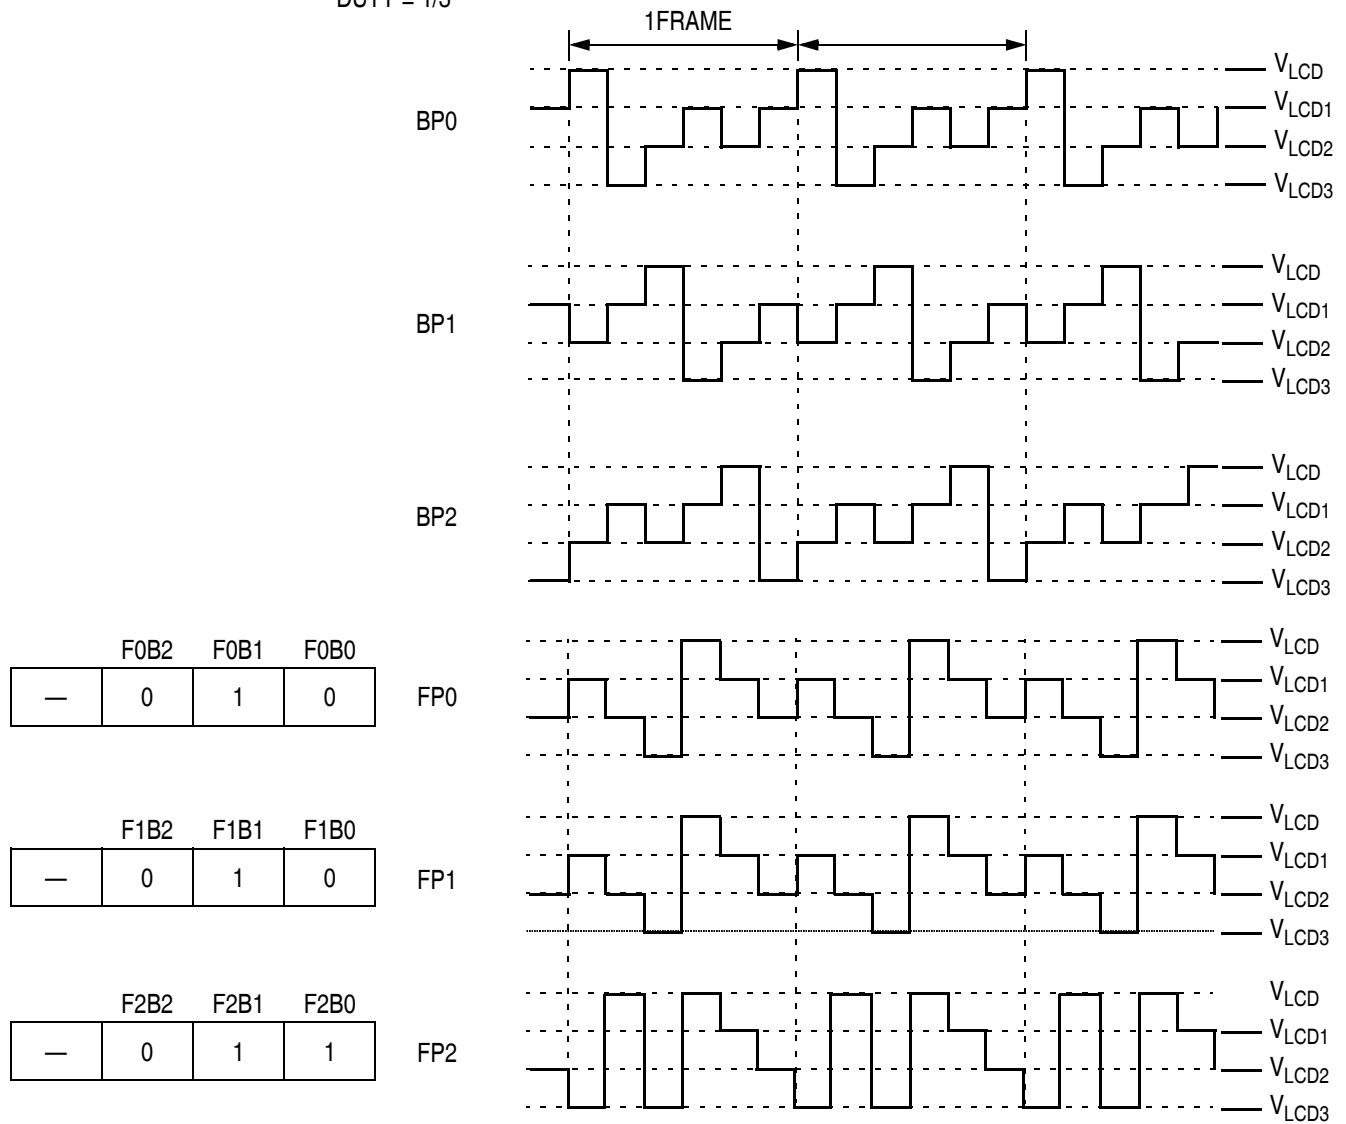 DUTY = 1/3
1FRAME
BP0
VLCD
VLCD1
VLCD2
VLCD3
BP1
VLCD
VLCD1
VLCD2
VLCD3
BP2
VLCD
VLCD1
VLCD2
VLCD3
F0B2 F0B1 F0B0
— 0 1 0
FP0
VLCD
VLCD1
VLCD2
VLCD3
F1B2 F1B1 F1B0
— 0 1 0
FP1
VLCD
VLCD1
VLCD2
VLCD3
F2B2 F2B1 F2B0
— 0 1 1
FP2
VLCD
VLCD1
VLCD2
VLCD3